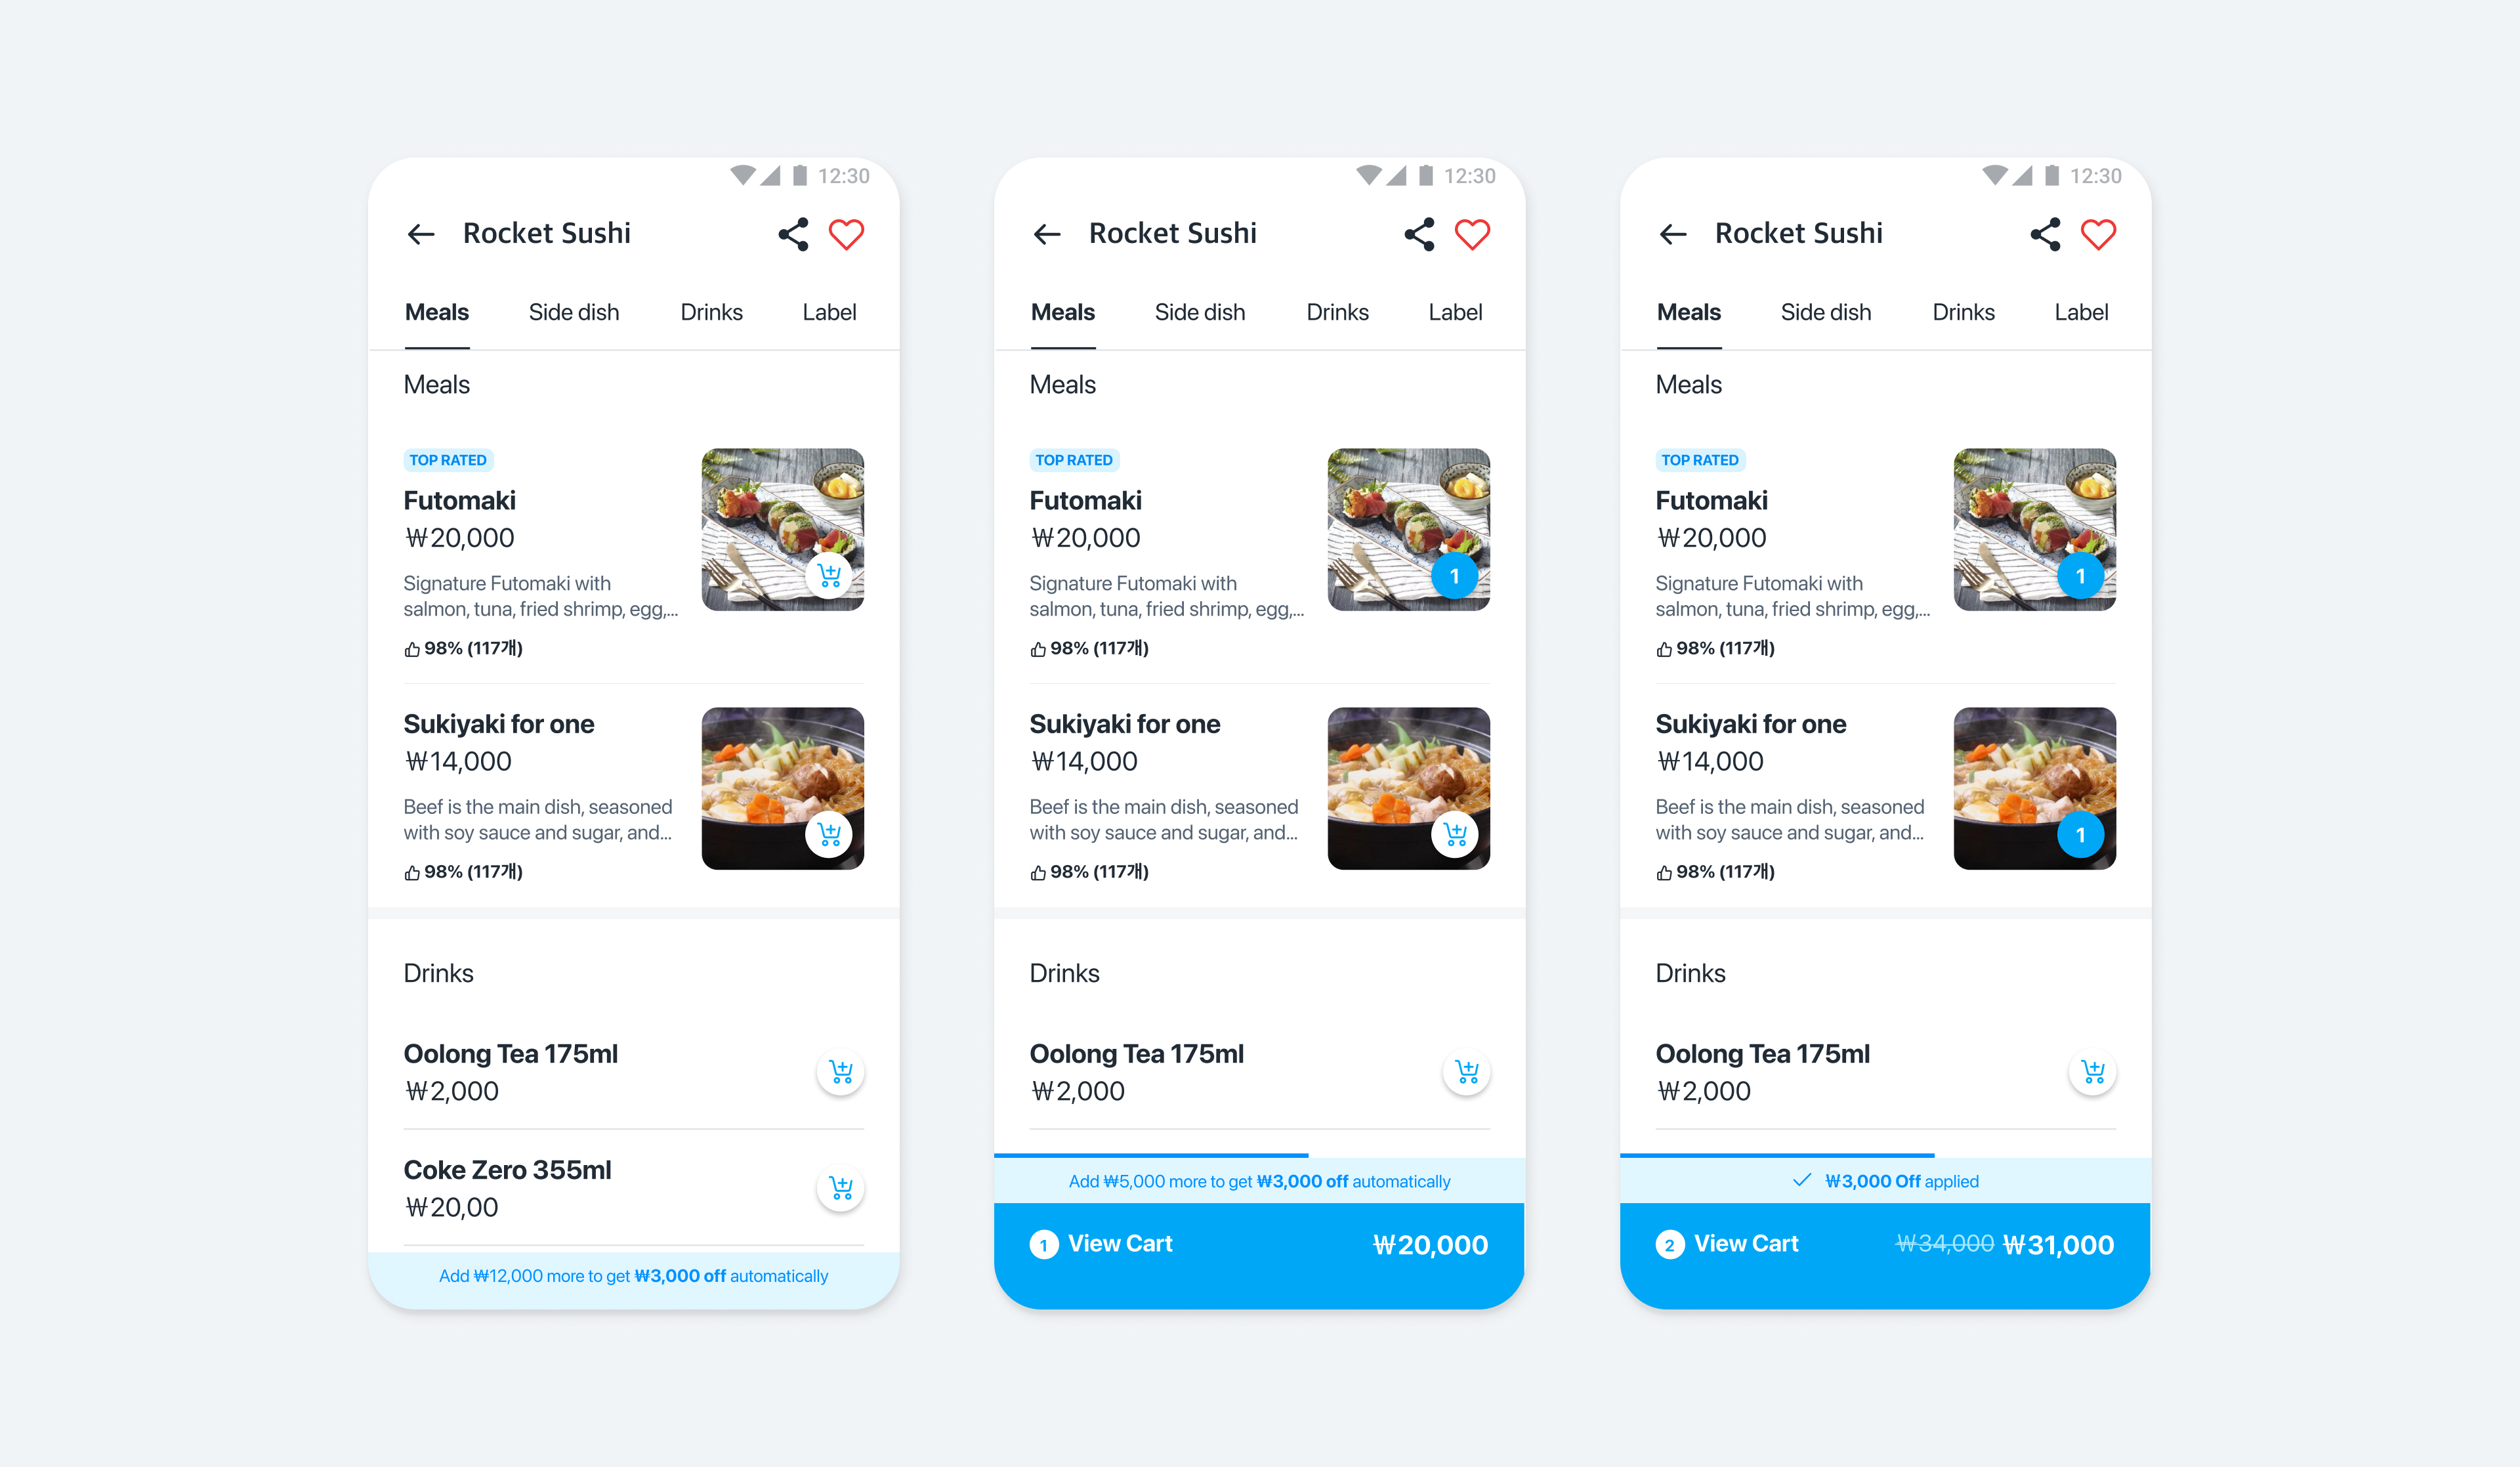 12:30
Rocket Sushi
Meals Side dish Drinks Label
Meals
TOP RATED
Futomaki
₩20,000
Signature Futomaki with
salmon, tuna, fried shrimp, egg,...
98% (117개)
Sukiyaki for one
₩14,000
Beef is the main dish, seasoned
with soy sauce and sugar, and...
98% (117개)
Drinks
Oolong Tea 175ml
₩2,000
Coke Zero 355ml
₩20,00
Add ₩12,000 more to get ₩3,000 off automatically
12:30
Rocket Sushi
Meals Side dish Drinks Label
Meals
TOP RATED
Futomaki
₩20,000
Signature Futomaki with
salmon, tuna, fried shrimp, egg,...
1
98% (117개)
Sukiyaki for one
₩14,000
Beef is the main dish, seasoned
with soy sauce and sugar, and...
98% (117개)
Drinks
Oolong Tea 175ml
₩2,000
Add ₩5,000 more to get ₩3,000 off automatically
1 View Cart ₩20,000
12:30
Rocket Sushi
Meals Side dish Drinks Label
Meals
TOP RATED
Futomaki
₩20,000
Signature Futomaki with
salmon, tuna, fried shrimp, egg,...
1
98% (117개)
Sukiyaki for one
₩14,000
Beef is the main dish, seasoned
with soy sauce and sugar, and...
1
98% (117개)
Drinks
Oolong Tea 175ml
₩2,000
₩3,000 Off applied
2 View Cart ₩34,000 ₩31,000